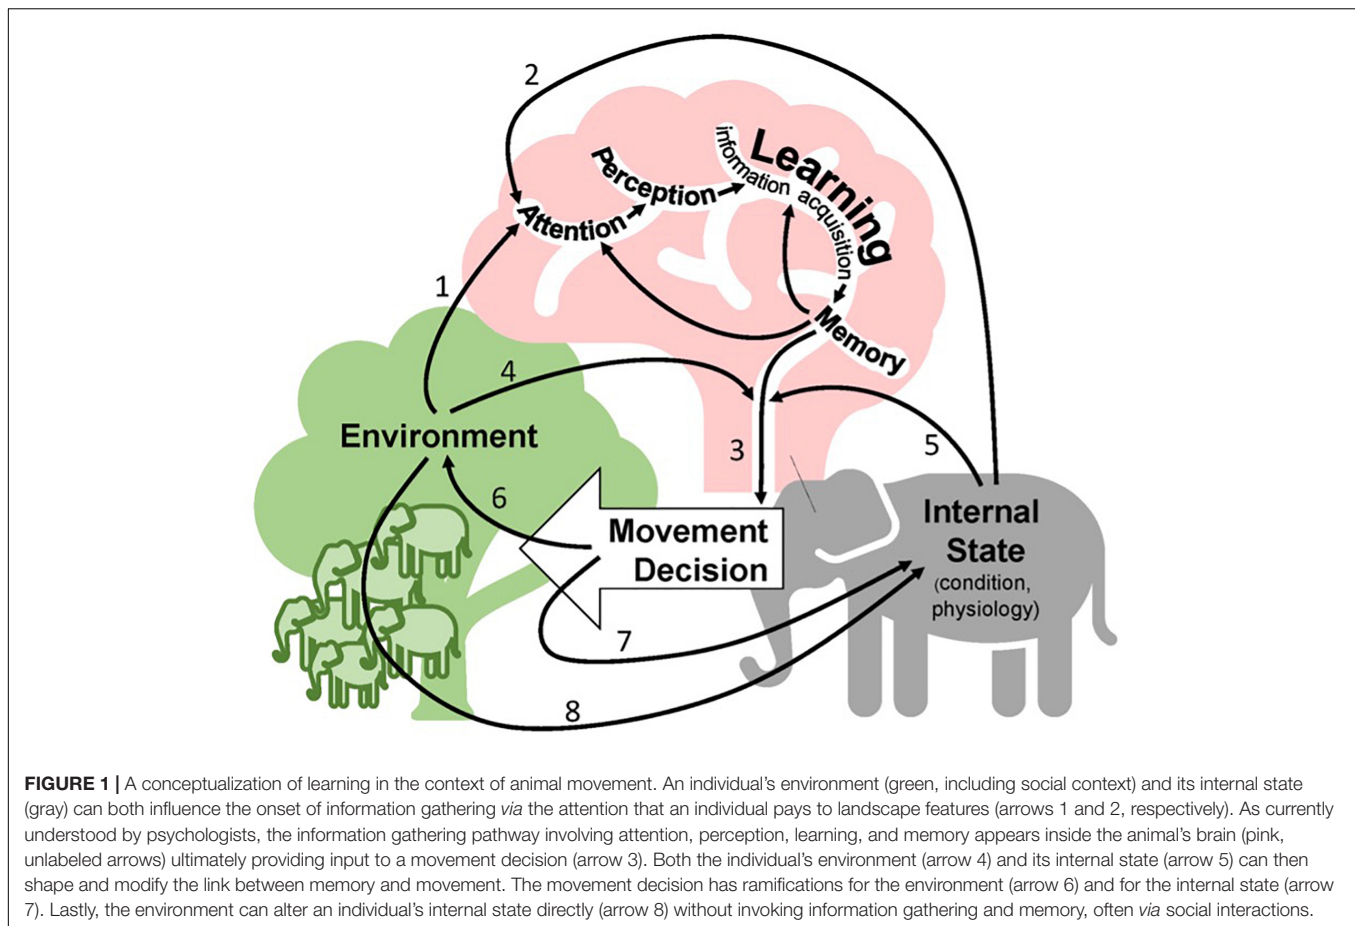 2
Learning
information acquisition
Perception
Attention
1
Memory
4
Environment
3
5
6
Movement
Decision
Internal
State
(condition,
physiology)
7
8
FIGURE 1 | A conceptualization of learning in the context of animal movement. An individual’s environment (green, including social context) and its internal state
(gray) can both influence the onset of information gathering via the attention that an individual pays to landscape features (arrows 1 and 2, respectively). As currently
understood by psychologists, the information gathering pathway involving attention, perception, learning, and memory appears inside the animal’s brain (pink,
unlabeled arrows) ultimately providing input to a movement decision (arrow 3). Both the individual’s environment (arrow 4) and its internal state (arrow 5) can then
shape and modify the link between memory and movement. The movement decision has ramifications for the environment (arrow 6) and for the internal state (arrow
7). Lastly, the environment can alter an individual’s internal state directly (arrow 8) without invoking information gathering and memory, often via social interactions.